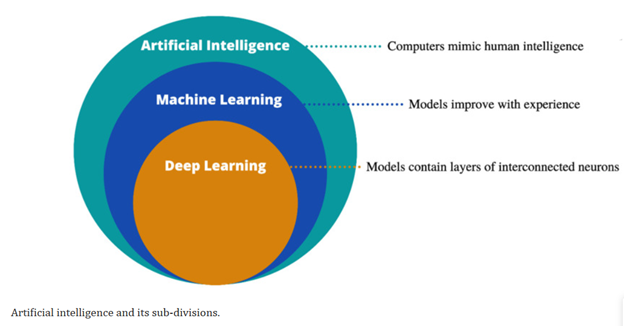 Artificial Intelligence
Computers mimic human intelligence
Machine Learning
Models improve with experience
Deep Learning
Models contain layers of interconnected neurons
Artificial intelligence and its sub-divisions.